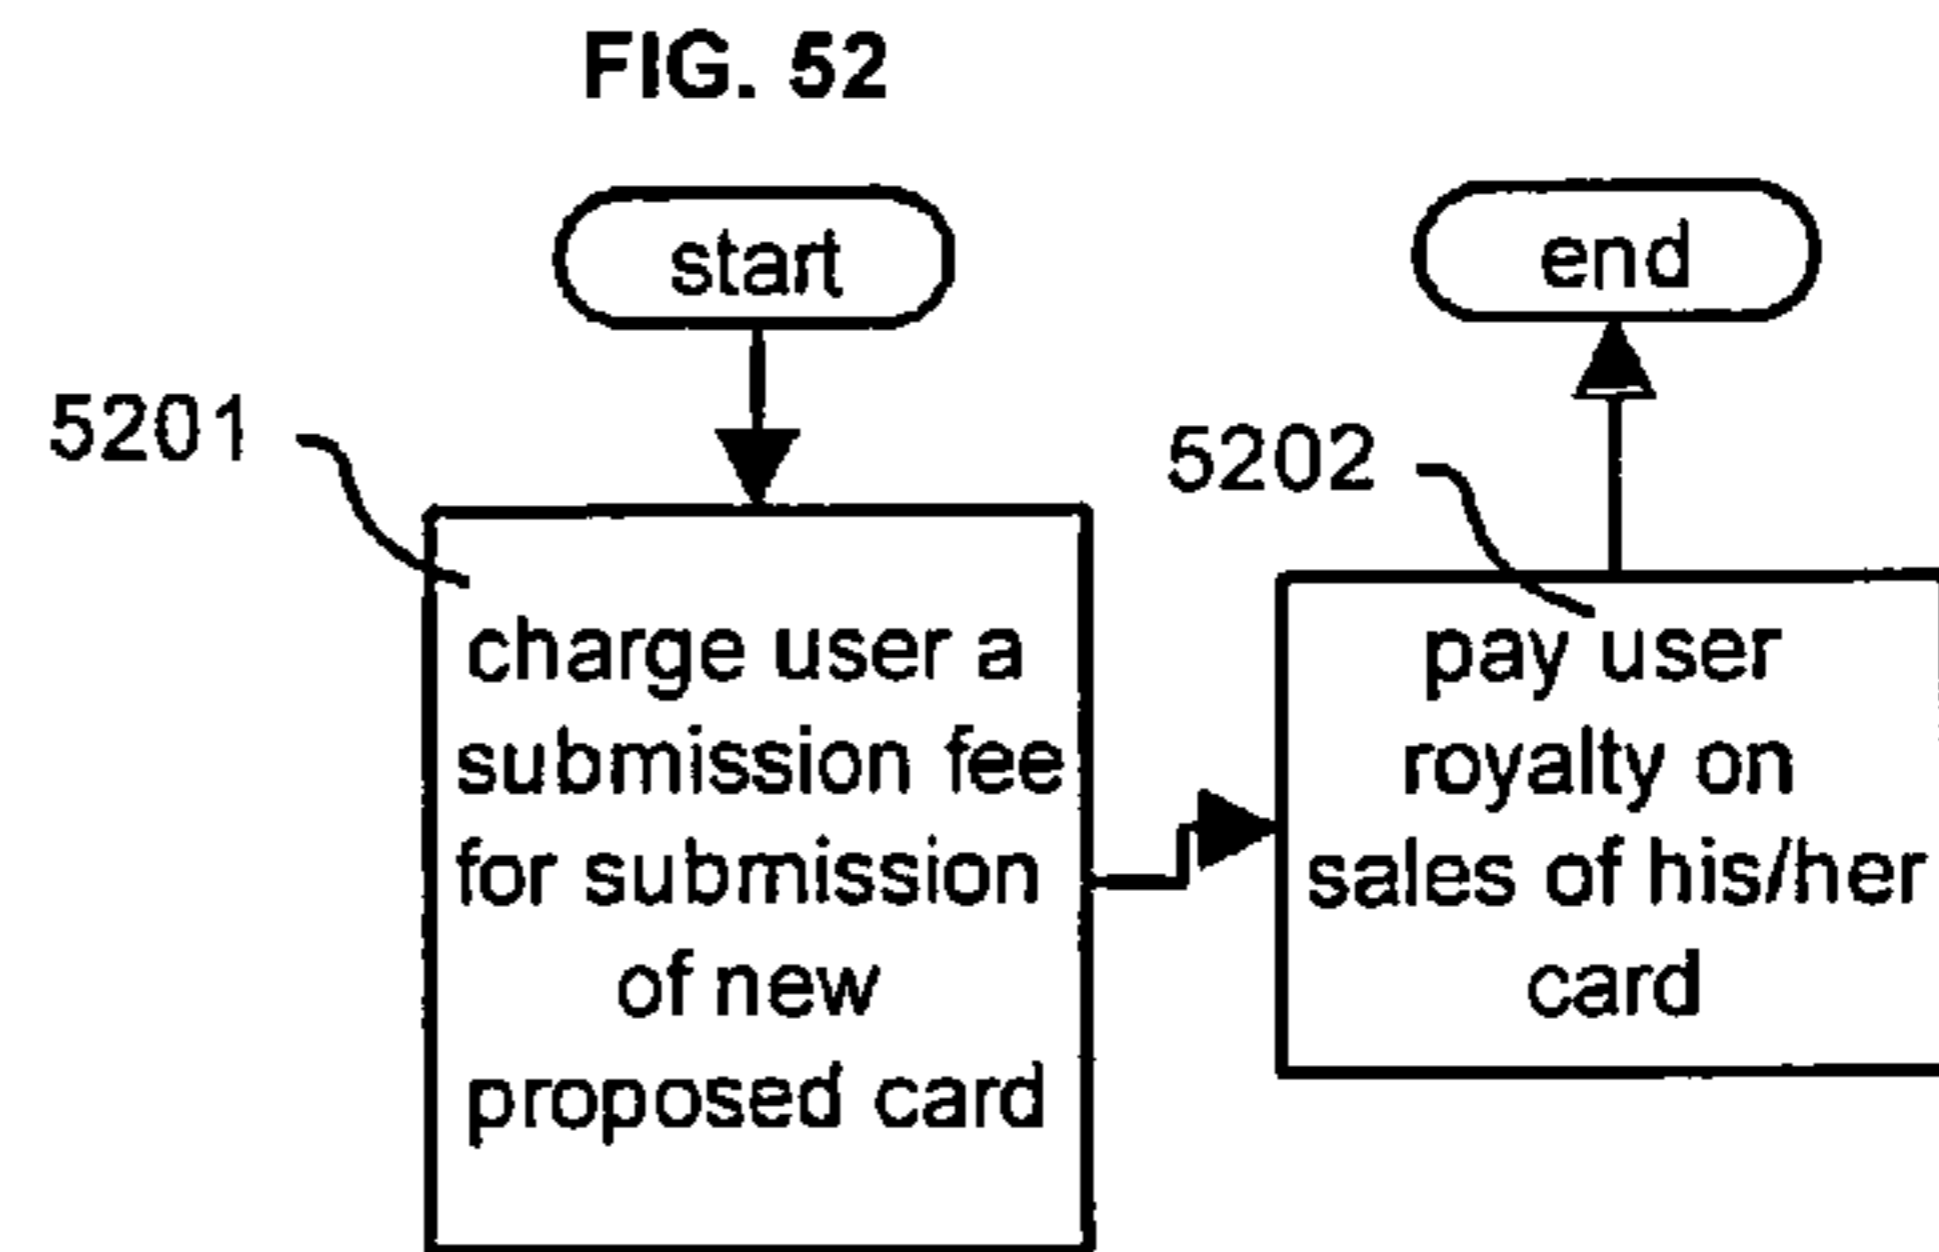 FIG. 52
start
end
5201
5202
charge user a
submission fee
for submission
of new
proposed card
pay user
royalty on
sales of his/her
card